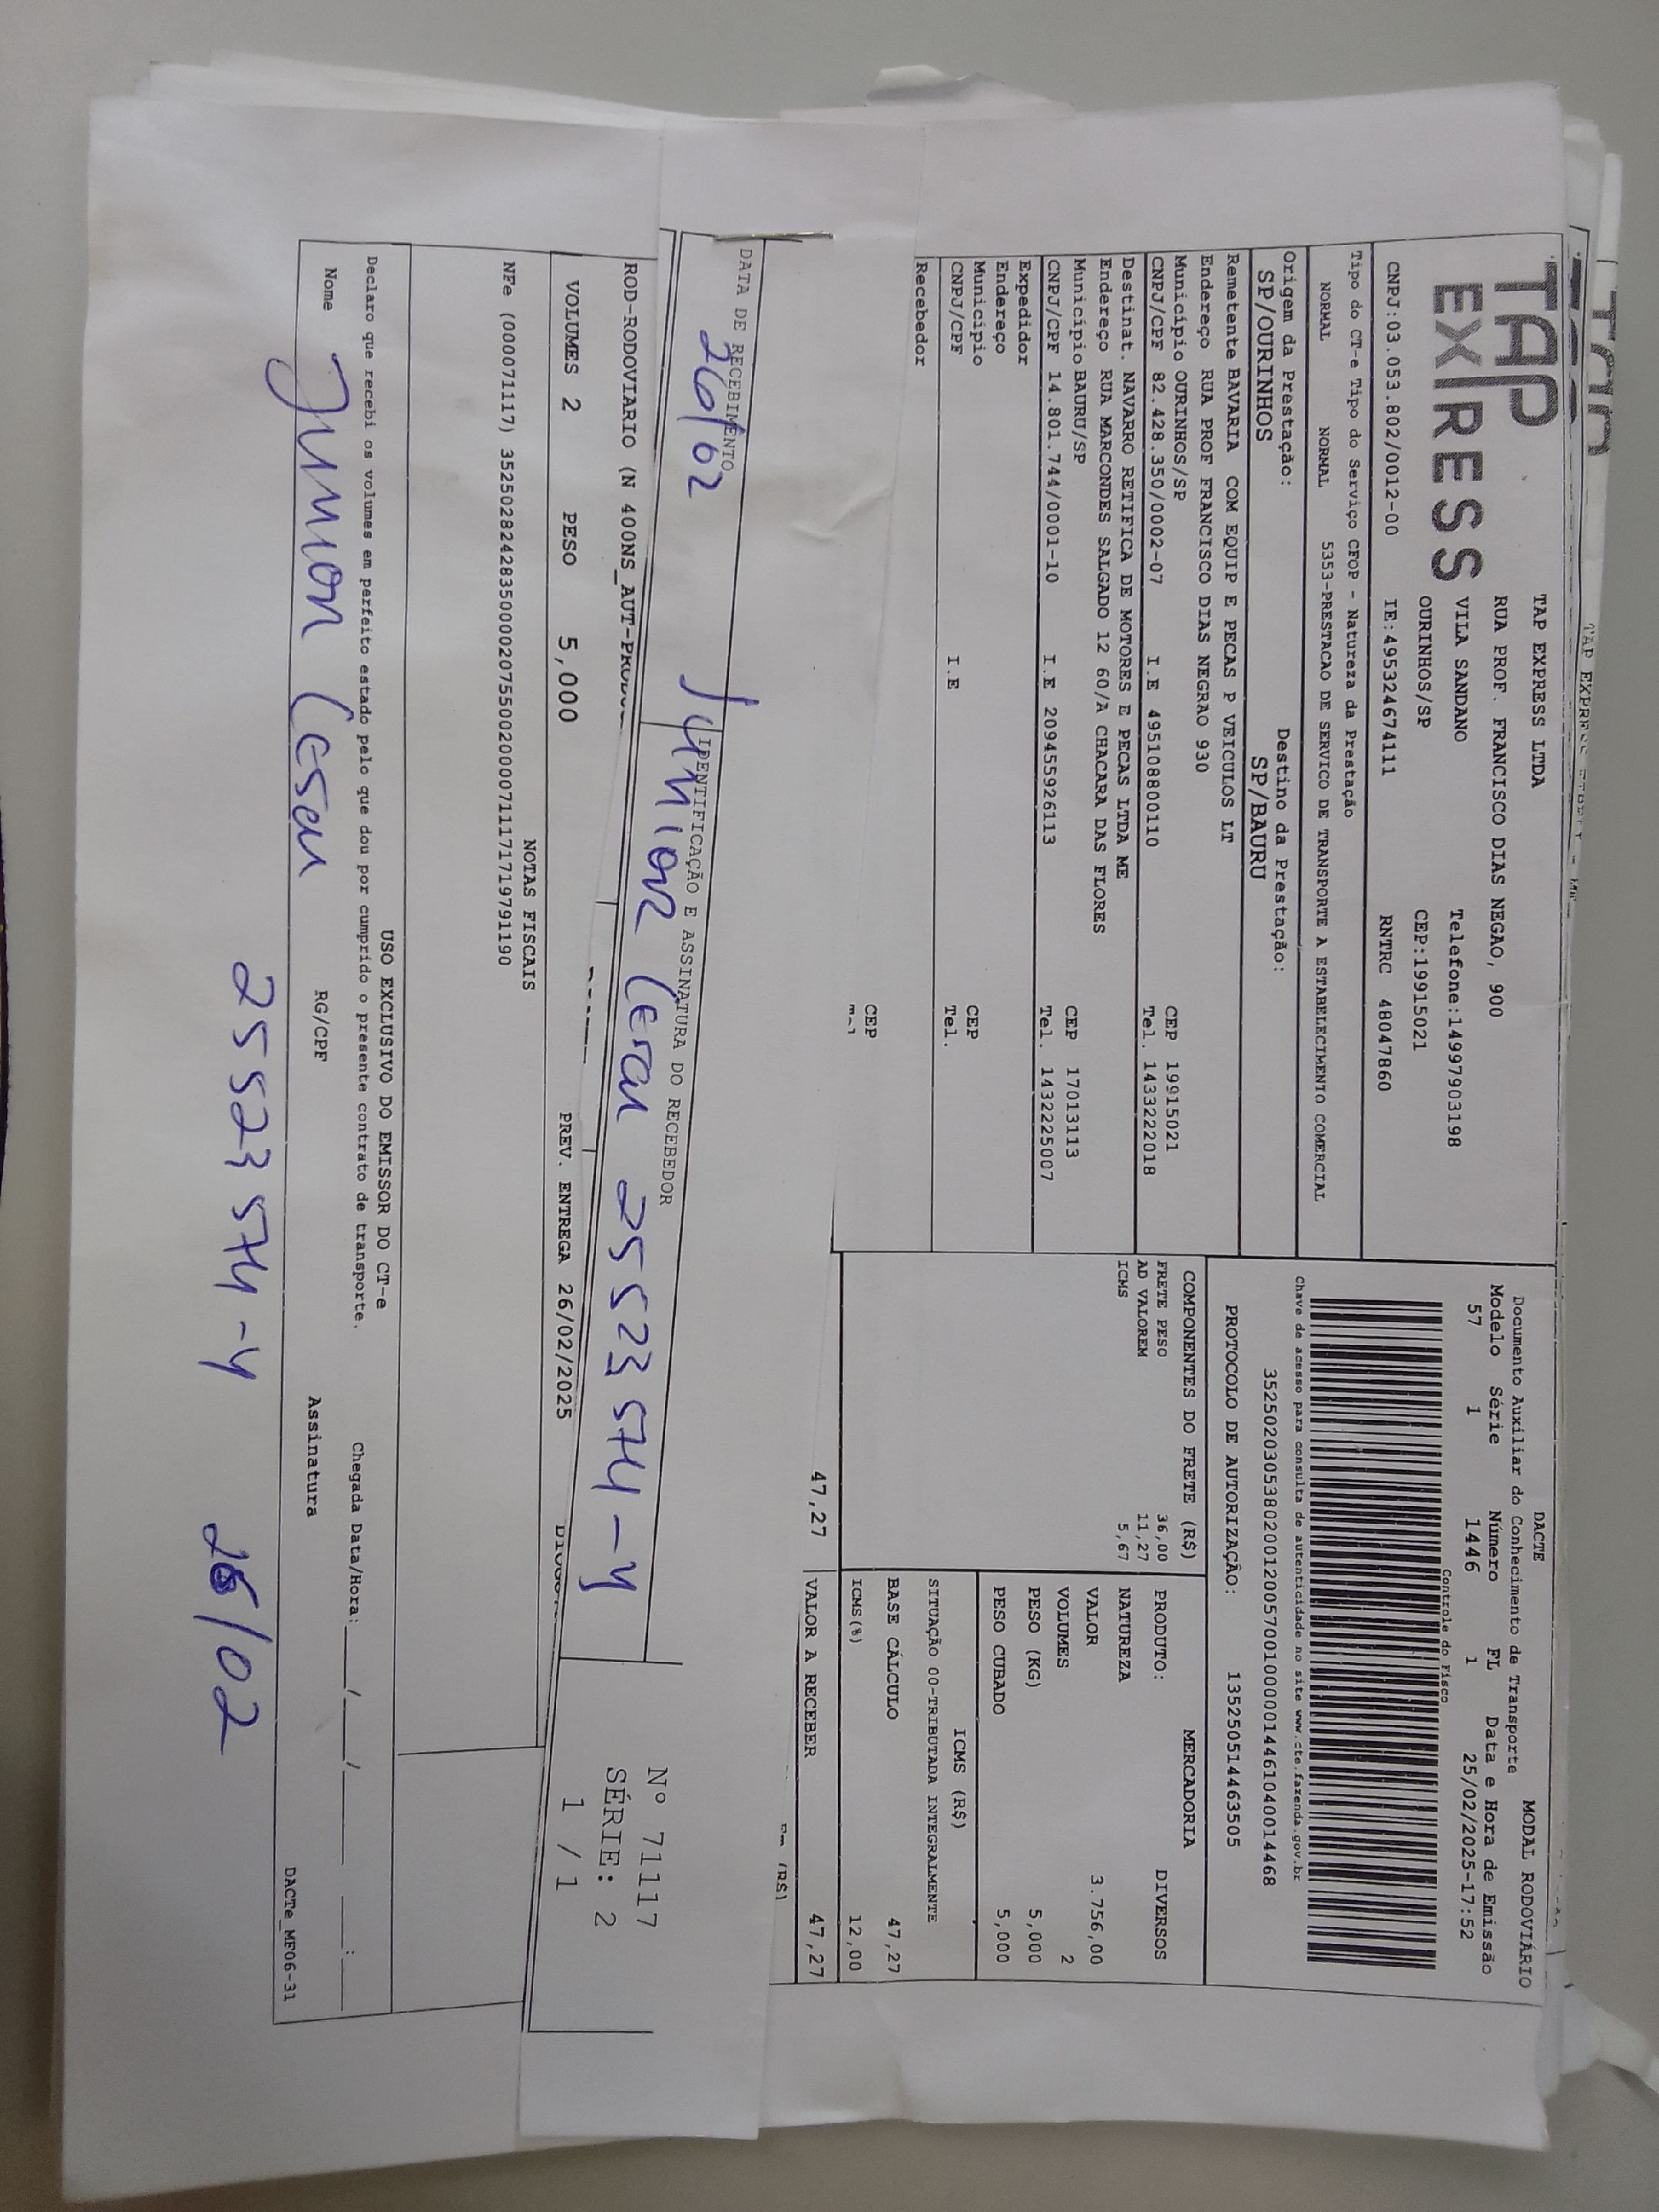 TAP EXPRESS
TAP EXPRESS LTDA
RUA PROF. FRANCISCO DIAS NEGAO, 900
VILA SANDANO Telefone:14997903198
OURINHOS/SP CEP:19915021
CNPJ:03.053.802/0012-00 IE:495324674111 RNTRC 48047860
Tipo do CT-e Tipo do Serviço CFOP - Natureza da Prestação
NORMAL NORMAL 5353-PRESTACAO DE SERVICO DE TRANSPORTE A ESTABELECIMENTO COMERCIAL
Origem da Prestação: Destino da Prestação:
SP/OURINHOS SP/BAURU
Remetente BAVARIA COM EQUIP E PECAS P VEICULOS LT
Endereço RUA PROF FRANCISCO DIAS NEGRAO 930
Município OURINHOS/SP CEP 19915021
CNPJ/CPF 82.428.350/0002-07 I.E 495108800110 Tel. 1433222018
Destinat. NAVARRO RETIFICA DE MOTORES E PECAS LTDA ME
Endereço RUA MARCONDES SALGADO 12 60/A CHACARA DAS FLORES
Município BAURU/SP CEP 17013113
CNPJ/CPF 14.801.744/0001-10 I.E 209455926113 Tel. 1432225007
Expedidor
Endereço
Município CEP
CNPJ/CPF I.E Tel.
Recebedor
CEP
DACTE MODAL RODOVIÁRIO
Documento Auxiliar do Conhecimento de Transporte
Modelo Série Número FL Data e Hora de Emissão
57 1 1446 1 25/02/2025-17:52
Controle do Fisco
Chave de acesso para consulta de autenticidade no site www.cte.fazenda.gov.br
35250203053802001200570010000014461040014468
PROTOCOLO DE AUTORIZAÇÃO: 135250514463505
COMPONENTES DO FRETE (R$)
FRETE PESO 36,00
AD VALOREM 11,27
ICMS 5,67
47,27
MERCADORIA
PRODUTO: DIVERSOS
NATUREZA
VALOR 3.756,00
VOLUMES 2
PESO (KG) 5,000
PESO CUBADO 5,000
ICMS (R$)
SITUAÇÃO 00-TRIBUTADA INTEGRALMENTE
BASE CÁLCULO 47,27
ICMS(%) 12,00
VALOR A RECEBER 47,27
DATA DE RECEBIMENTO IDENTIFICAÇÃO E ASSINATURA DO RECEBEDOR
26/02 Junior Cesar 25523574-4
Nº 71117
SÉRIE: 2
1 / 1
ROD-RODOVIARIO (N 400NS_AUT-PRODU
VOLUMES 2 PESO 5,000 PREV. ENTREGA 26/02/2025
NOTAS FISCAIS
NFe (000071117) 35250282428350000207550020000711171719791190
USO EXCLUSIVO DO EMISSOR DO CT-e
Declaro que recebi os volumes em perfeito estado pelo que dou por cumprido o presente contrato de transporte. Chegada Data/Hora:___/___/_____ ___:___
Nome RG/CPF Assinatura
Junior Cesar 25523574-4 26/02
DACTe_MF06-31